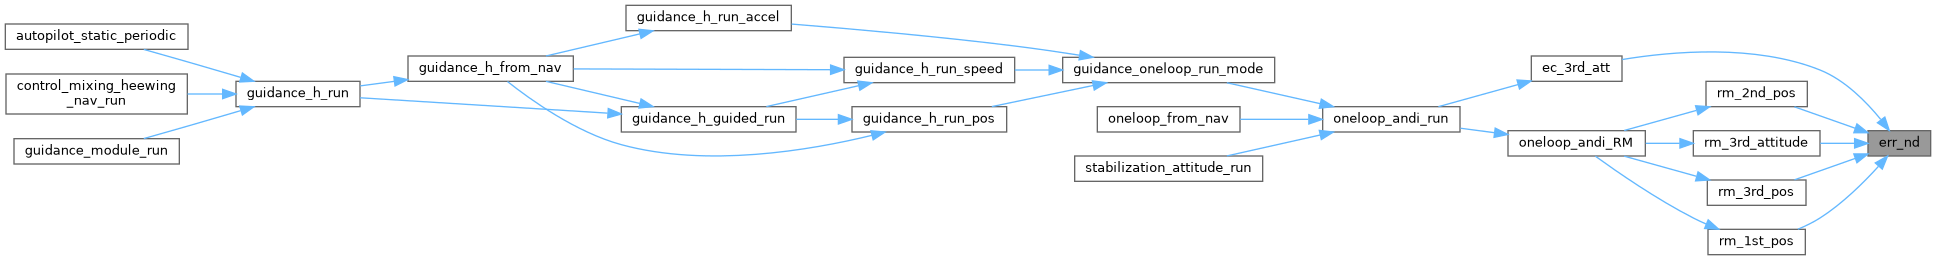 autopilot_static_periodic
control_mixing_heewing
_nav_run
guidance_module_run
guidance_h_run
guidance_h_from_nav
guidance_h_run_accel
guidance_h_guided_run
guidance_h_run_speed
guidance_h_run_pos
guidance_oneloop_run_mode
oneloop_from_nav
stabilization_attitude_run
oneloop_andi_run
ec_3rd_att
oneloop_andi_RM
rm_2nd_pos
rm_3rd_attitude
rm_3rd_pos
rm_1st_pos
err_nd